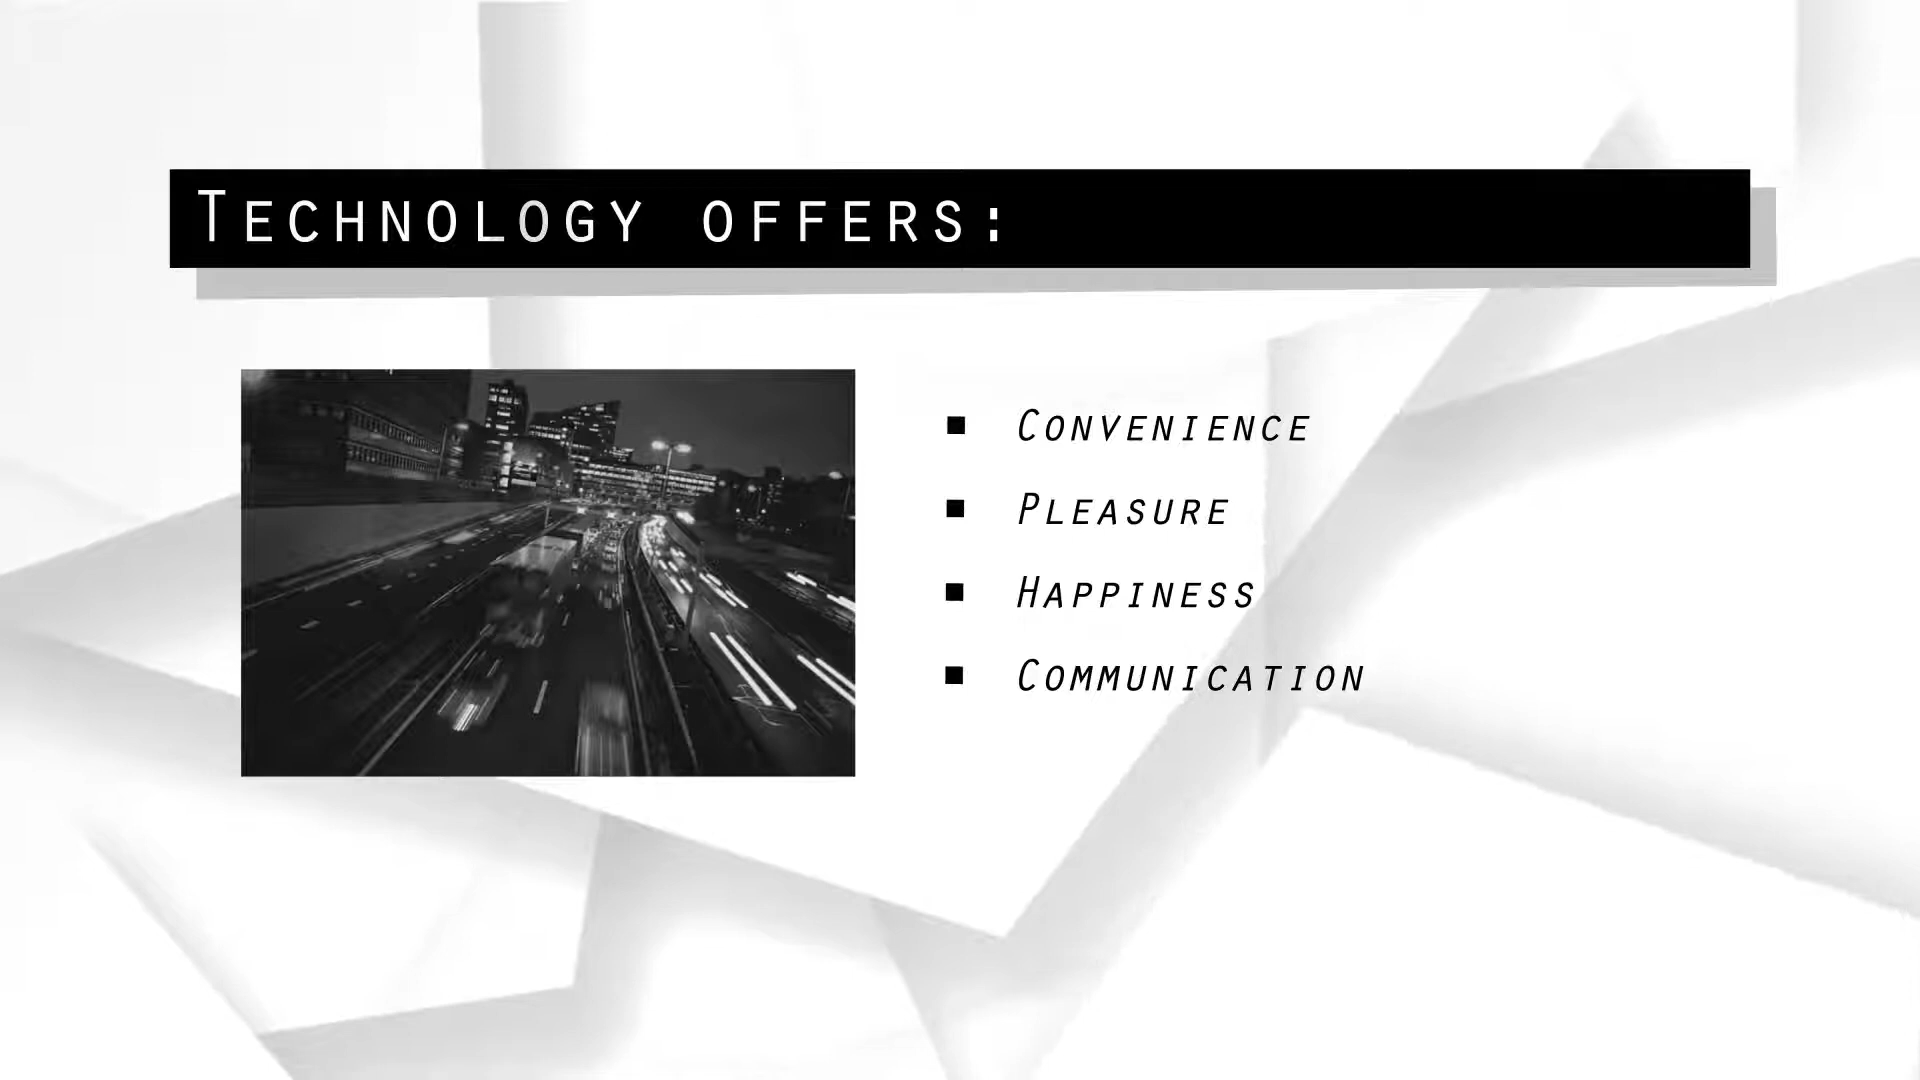 Technology offers:
▪ Convenience
▪ Pleasure
▪ Happiness
▪ Communication